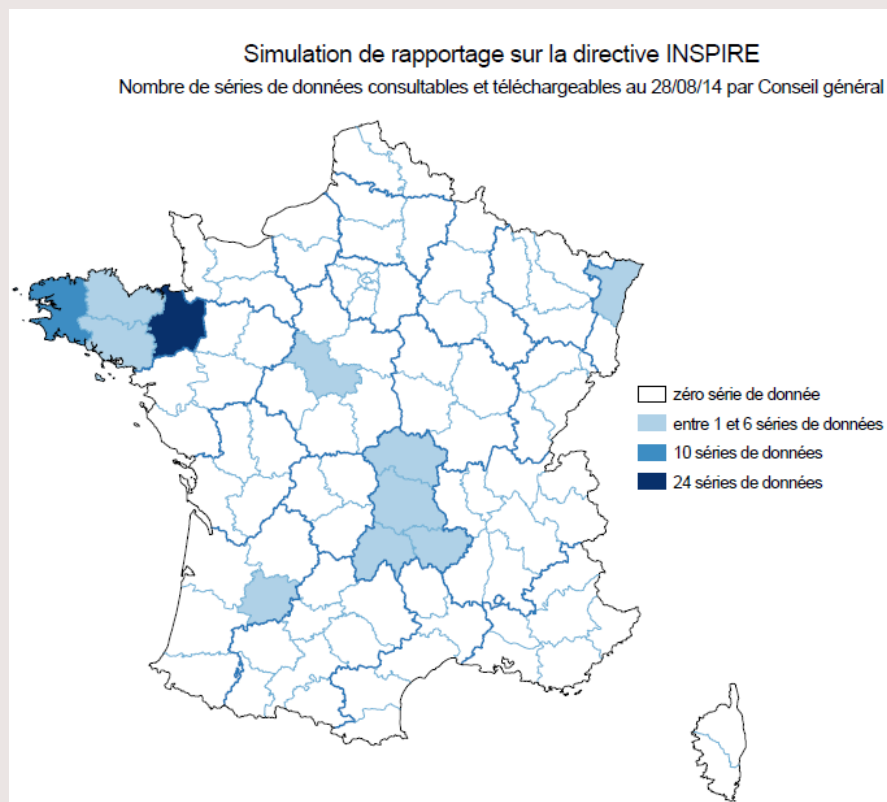 Simulation de rapportage sur la directive INSPIRE
Nombre de séries de données consultables et téléchargeables au 28/08/14 par Conseil général
zéro série de donnée
entre 1 et 6 séries de données
10 séries de données
24 séries de données